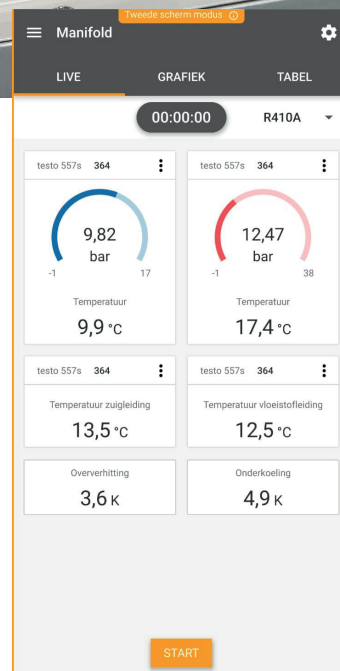 Tweede scherm modus
Manifold
LIVE GRAFIEK TABEL
00:00:00 R410A
testo 557s 364
9,82
bar
-1 17
Temperatuur
9,9 °C
testo 557s 364
12,47
bar
-1 38
Temperatuur
17,4 °C
testo 557s 364
Temperatuur zuigleiding
13,5 °C
testo 557s 364
Temperatuur vloeistofleiding
12,5 °C
Oververhitting
3,6 K
Onderkoeling
4,9 K
START